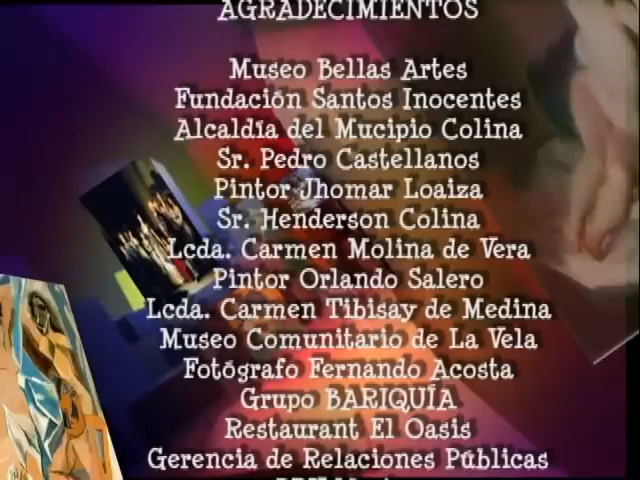 AGRADECIMIENTOS
Museo Bellas Artes
Fundación Santos Inocentes
Alcaldía del Mucipio Colina
Sr. Pedro Castellanos
Pintor Jhomar Loaiza
Sr. Henderson Colina
Lcda. Carmen Molina de Vera
Pintor Orlando Salero
Lcda. Carmen Tibisay de Medina
Museo Comunitario de La Vela
Fotógrafo Fernando Acosta
Grupo BARIQUÍA
Restaurant El Oasis
Gerencia de Relaciones Públicas